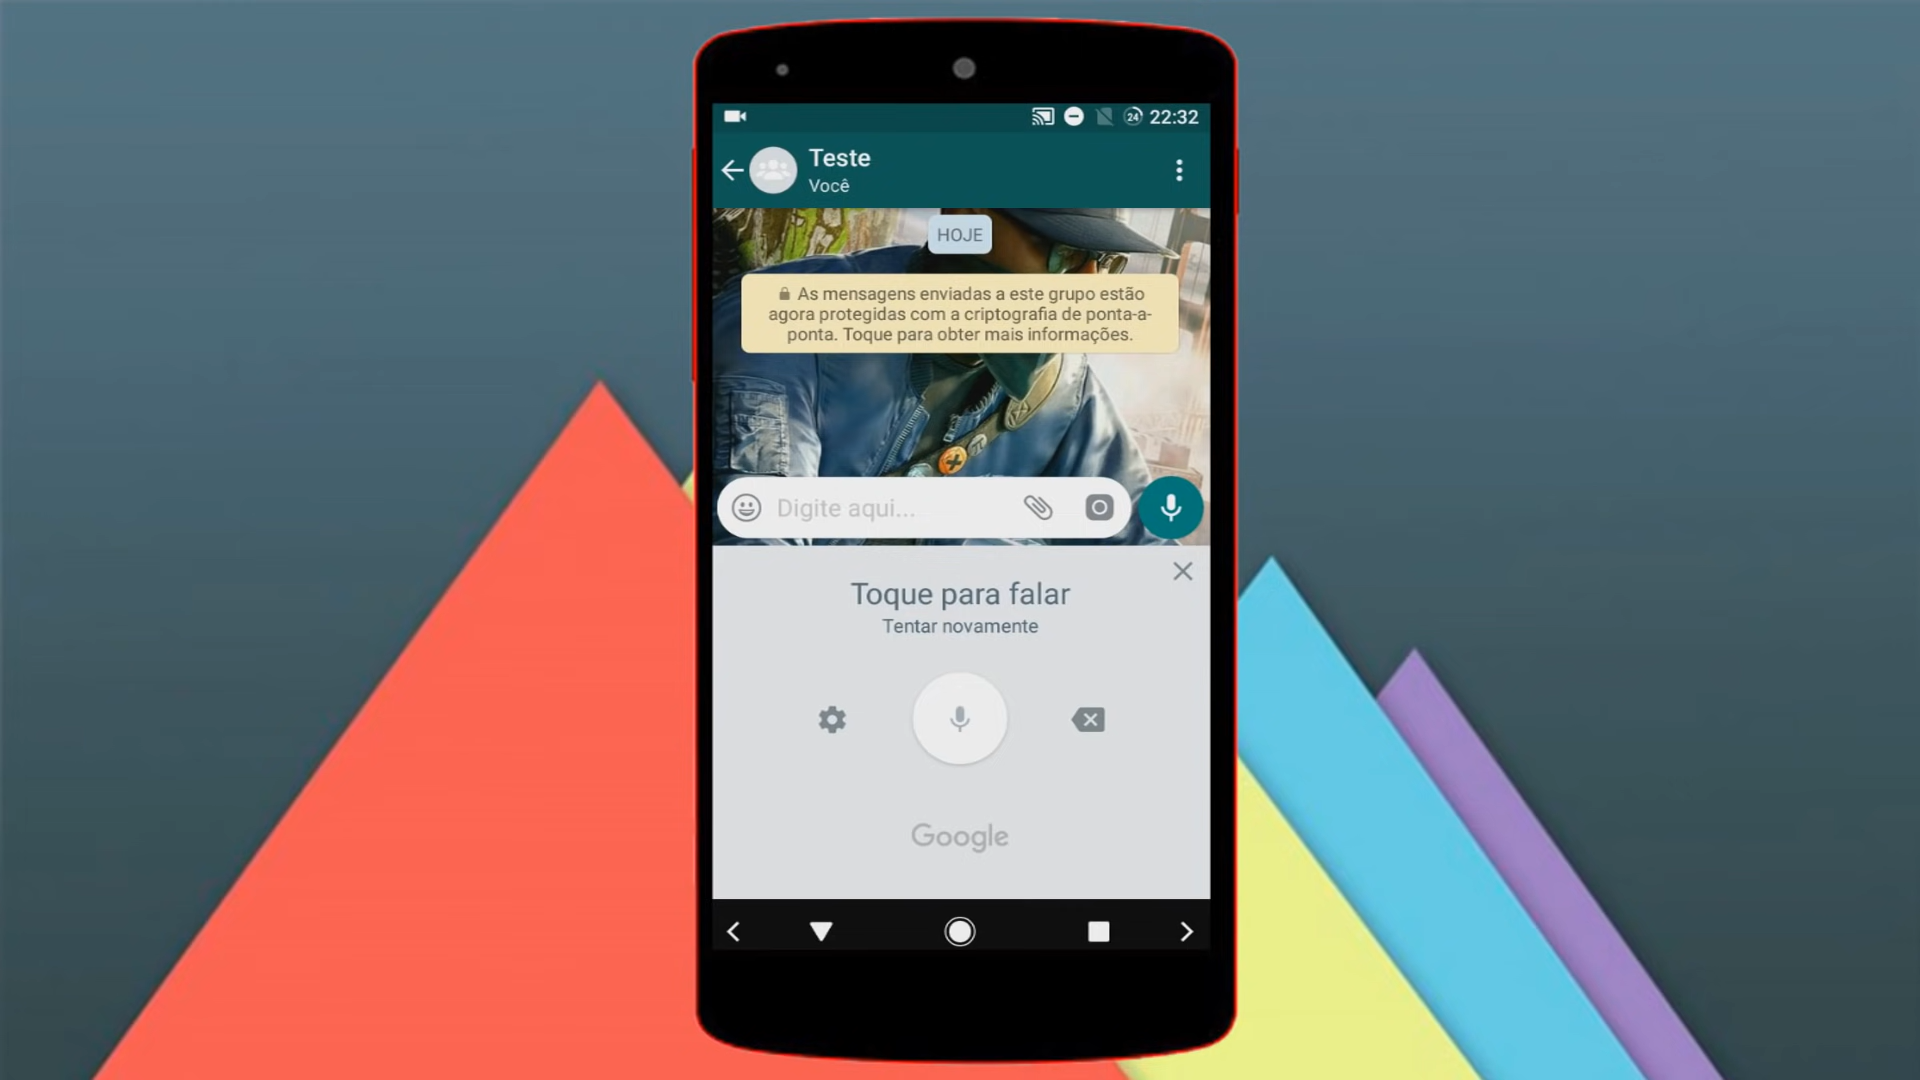 24 22:32
Teste
Você
HOJE
As mensagens enviadas a este grupo estão
agora protegidas com a criptografia de ponta-a-
ponta. Toque para obter mais informações.
Digite aqui...
Toque para falar
Tentar novamente
Google